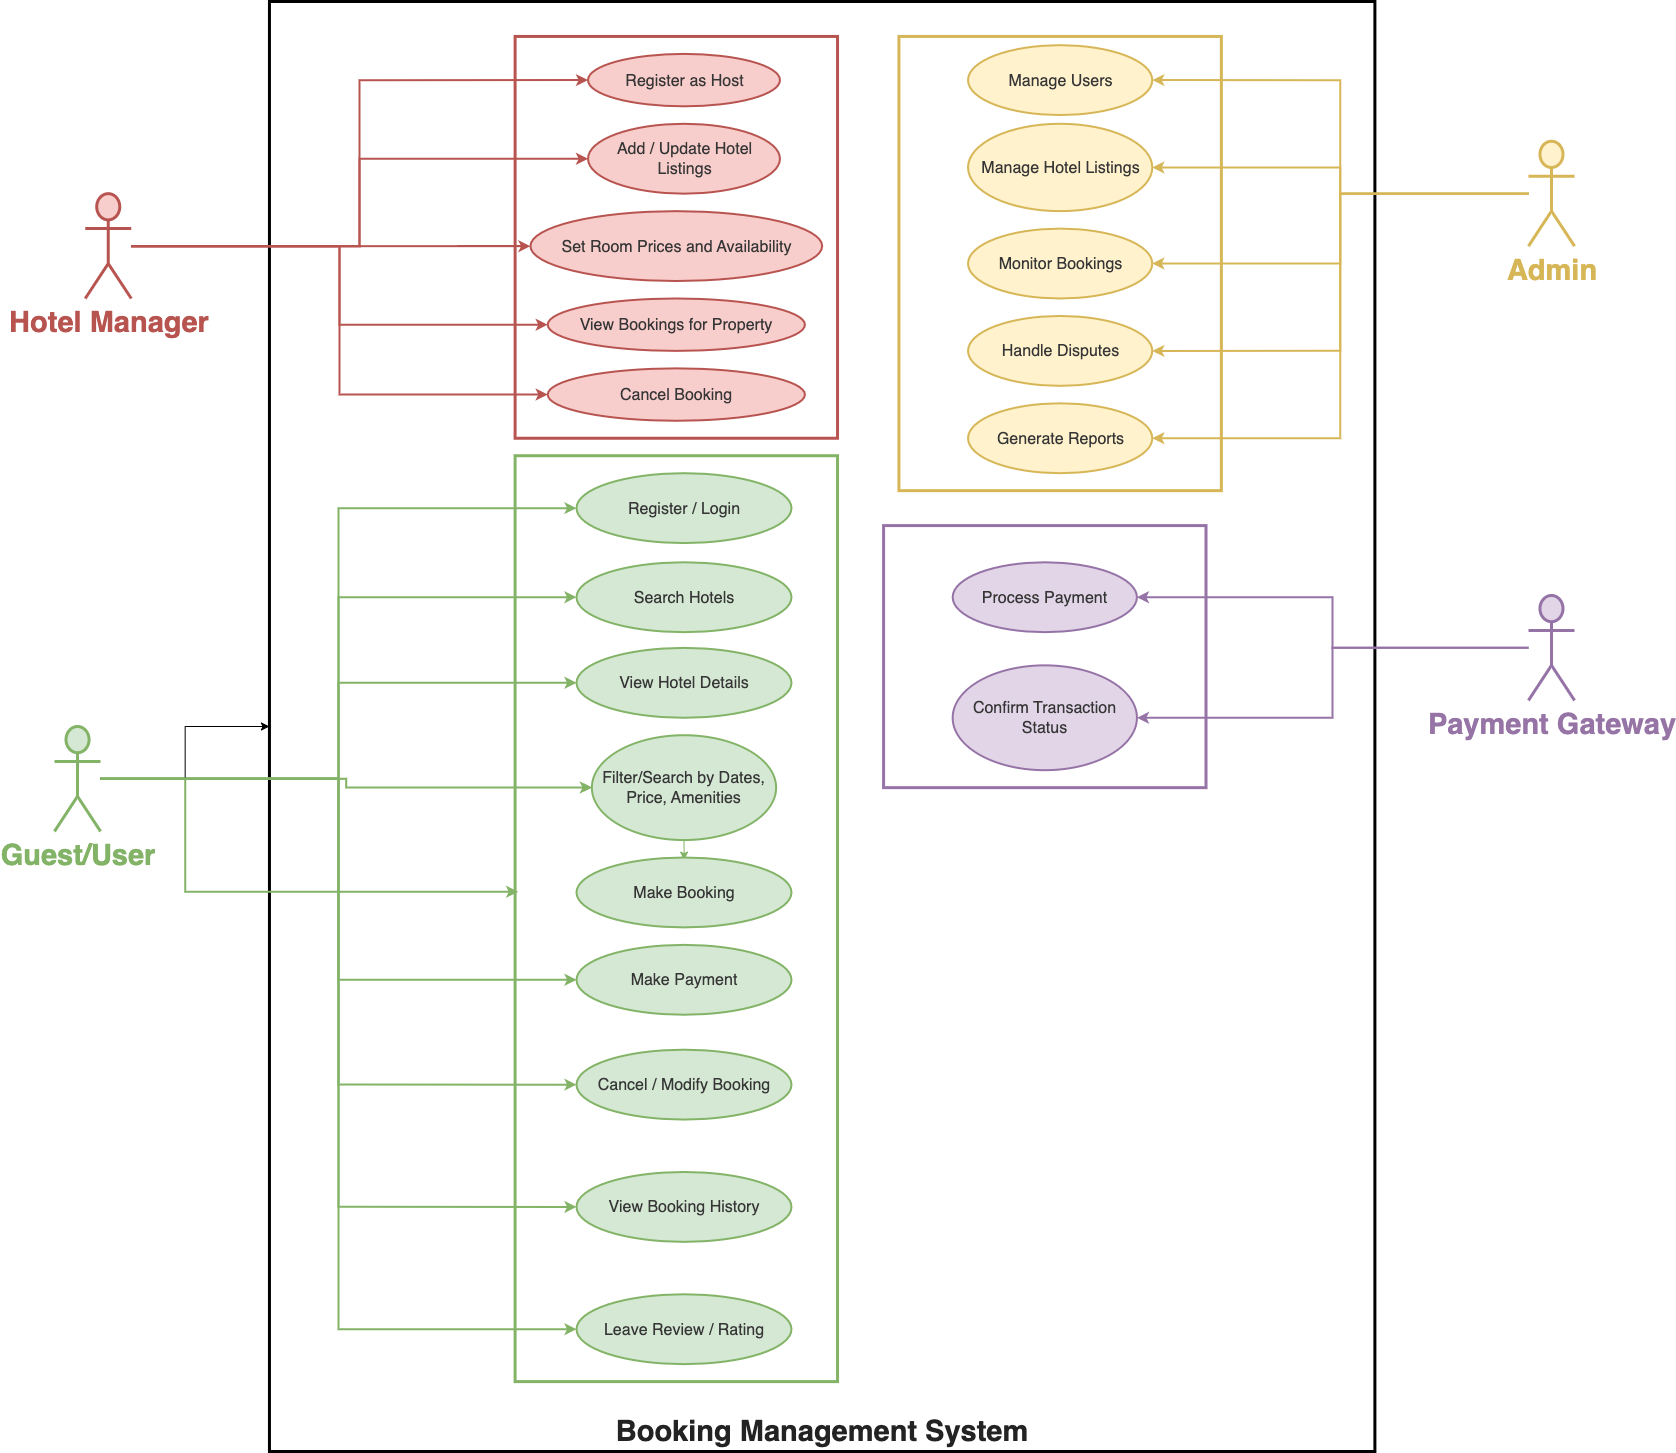 Hotel Manager
Register as Host
Add / Update Hotel
Listings
Set Room Prices and Availability
View Bookings for Property
Cancel Booking
Manage Users
Manage Hotel Listings
Monitor Bookings
Handle Disputes
Generate Reports
Admin
Guest/User
Register / Login
Search Hotels
View Hotel Details
Filter/Search by Dates,
Price, Amenities
Make Booking
Make Payment
Cancel / Modify Booking
View Booking History
Leave Review / Rating
Process Payment
Confirm Transaction
Status
Payment Gateway
Booking Management System